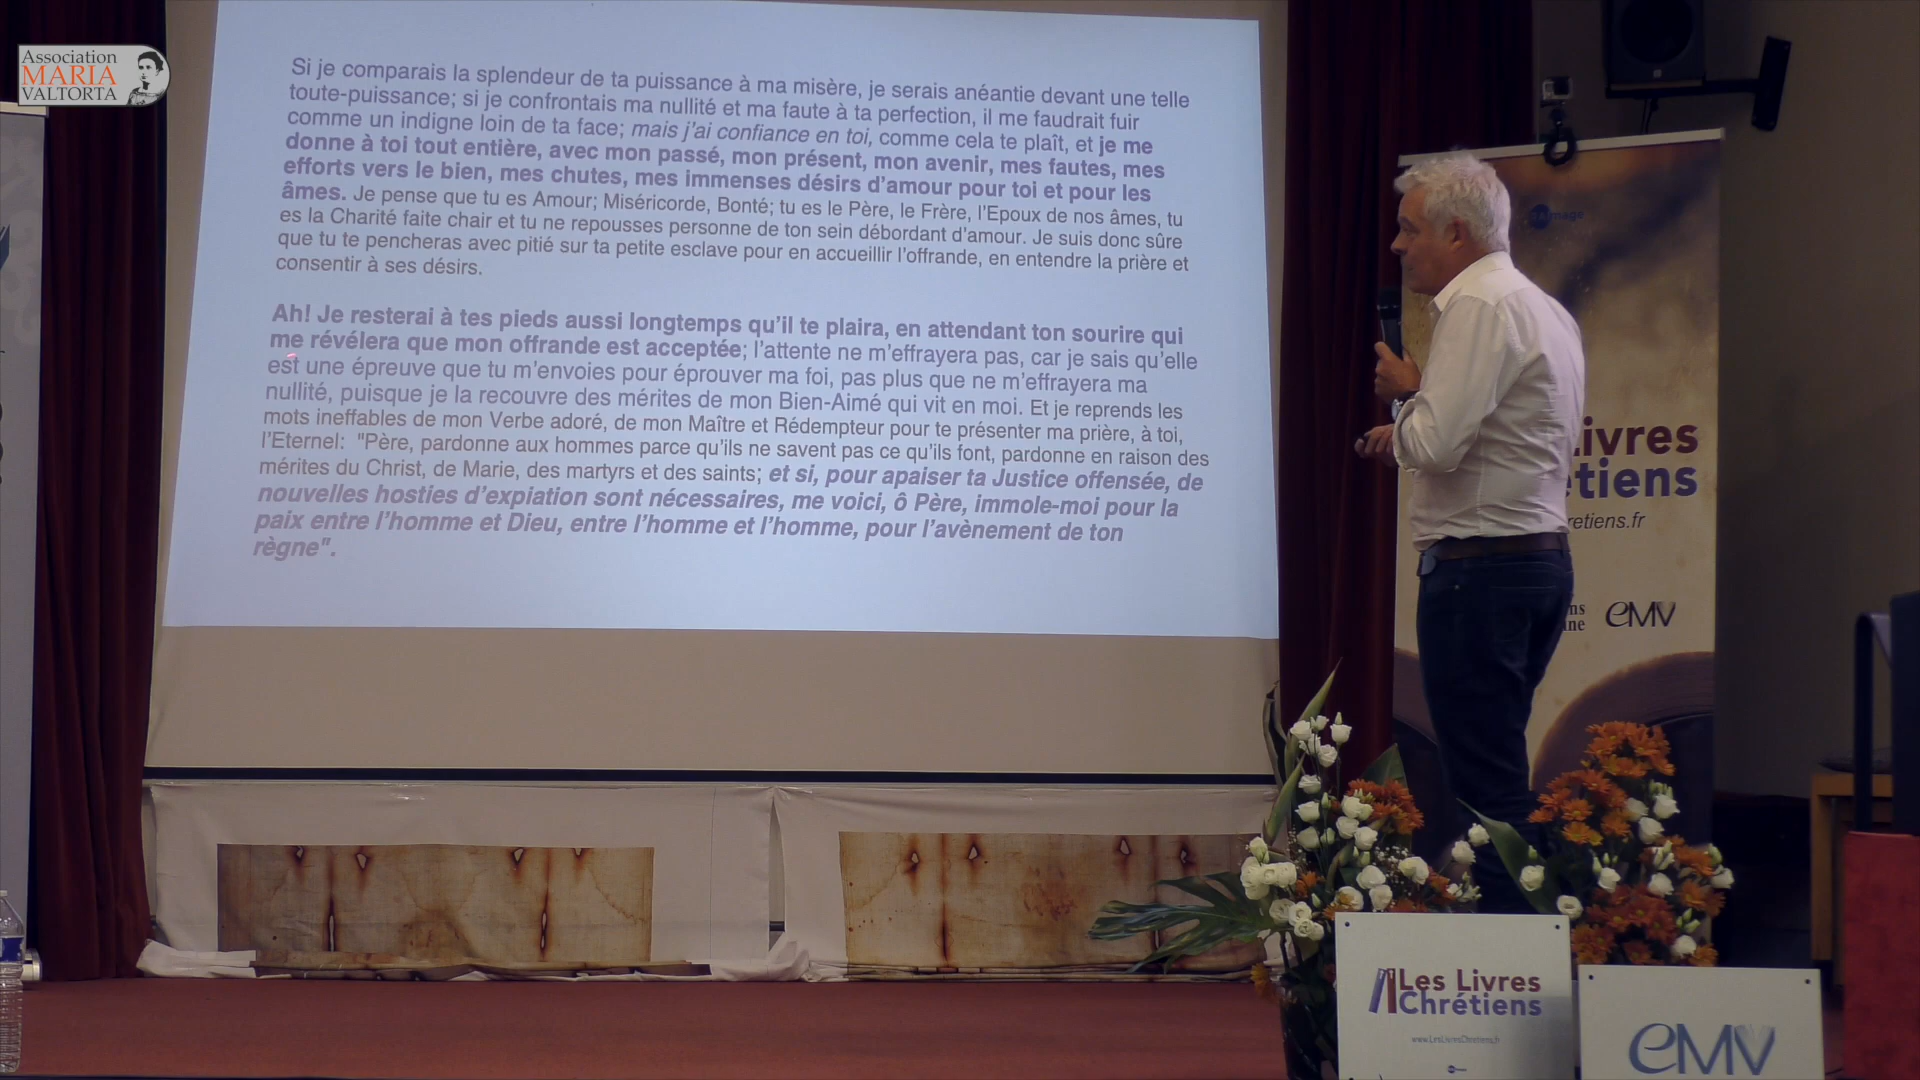 Association
MARIA
VALTORTA
Si je comparais la splendeur de ta puissance à ma misère, je serais anéantie devant une telle
toute-puissance; si je confrontais ma nullité et ma faute à ta perfection, il me faudrait fuir
comme un indigne loin de ta face; mais j'ai confiance en toi, comme cela te plaît, et je me
donne à toi tout entière, avec mon passé, mon présent, mon avenir, mes fautes, mes
efforts vers le bien, mes chutes, mes immenses désirs d'amour pour toi et pour les
âmes. Je pense que tu es Amour; Miséricorde, Bonté; tu es le Père, le Frère, l'Epoux de nos âmes, tu
es la Charité faite chair et tu ne repousses personne de ton sein débordant d'amour. Je suis donc sûre
que tu te pencheras avec pitié sur ta petite esclave pour en accueillir l'offrande, en entendre la prière et
consentir à ses désirs.
Ah! Je resterai à tes pieds aussi longtemps qu'il te plaira, en attendant ton sourire qui
me révélera que mon offrande est acceptée; l'attente ne m'effrayera pas, car je sais qu'elle
est une épreuve que tu m'envoies pour éprouver ma foi, pas plus que ne m'effrayera ma
nullité, puisque je la recouvre des mérites de mon Bien-Aimé qui vit en moi. Et je reprends les
mots ineffables de mon Verbe adoré, de mon Maître et Rédempteur pour te présenter ma prière, à toi,
l'Eternel: "Père, pardonne aux hommes parce qu'ils ne savent pas ce qu'ils font, pardonne en raison des
mérites du Christ, de Marie, des martyrs et des saints; et si, pour apaiser ta Justice offensée, de
nouvelles hosties d'expiation sont nécessaires, me voici, ô Père, immole-moi pour la
paix entre l'homme et Dieu, entre l'homme et l'homme, pour l'avènement de ton
règne".
Livres
étiens
retiens.fr
ns
ine
EMV
Les Livres
Chrétiens
www.LesLivresChretiens.fr
EMV